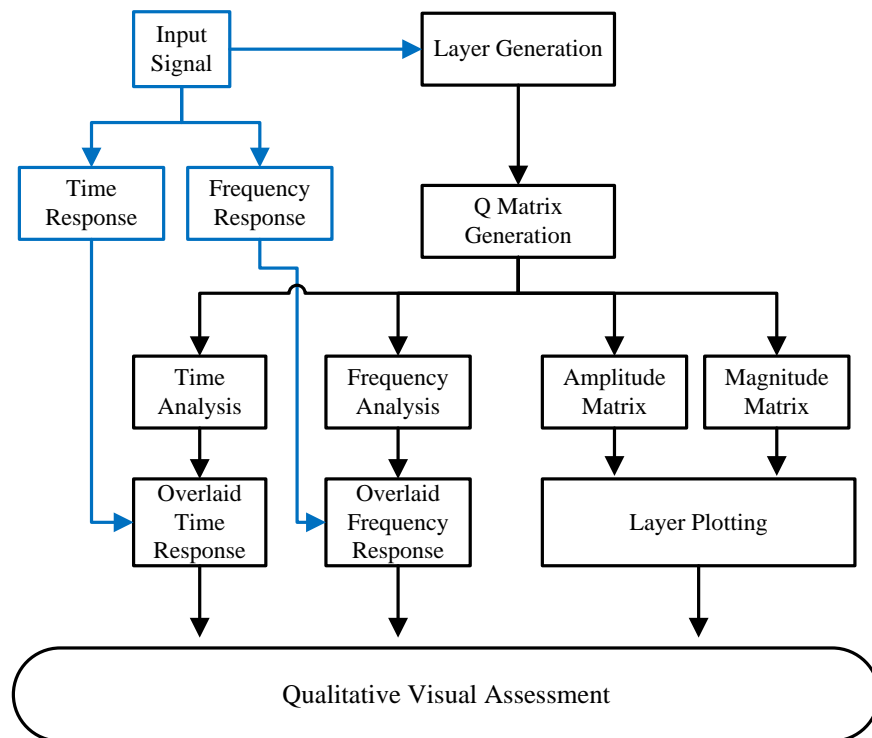 Input
Signal
Layer Generation
Time
Response
Frequency
Response
Q Matrix
Generation
Time
Analysis
Frequency
Analysis
Amplitude
Matrix
Magnitude
Matrix
Overlaid
Time
Response
Overlaid
Frequency
Response
Layer Plotting
Qualitative Visual Assessment